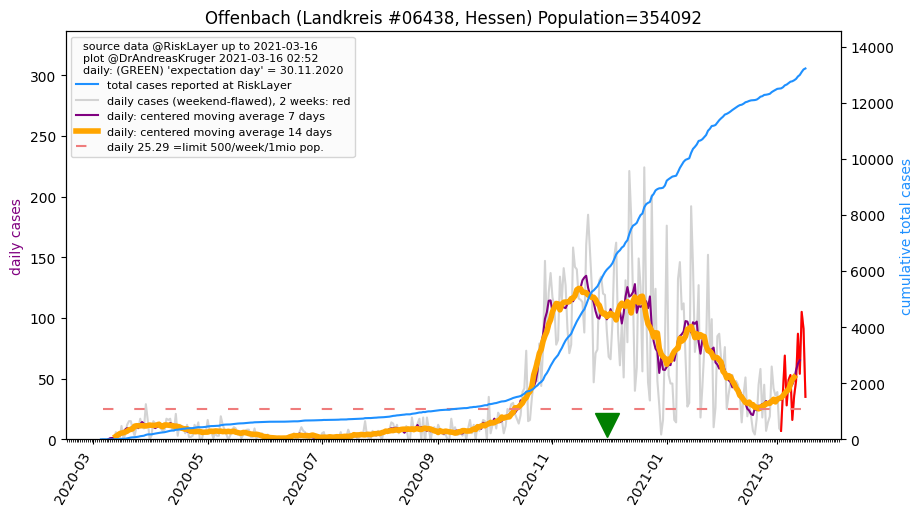 Offenbach (Landkreis #06438, Hessen) Population=354092
source data @RiskLayer up to 2021-03-16
plot @DrAndreasKruger 2021-03-16 02:52
daily: (GREEN) 'expectation day' = 30.11.2020
total cases reported at RiskLayer
daily cases (weekend-flawed), 2 weeks: red
daily: centered moving average 7 days
daily: centered moving average 14 days
daily 25.29 =limit 500/week/1mio pop.
daily cases
300
250
200
150
100
50
0
14000
12000
10000
8000
6000
4000
2000
0
cumulative total cases
2020-03
2020-05
2020-07
2020-09
2020-11
2021-01
2021-03